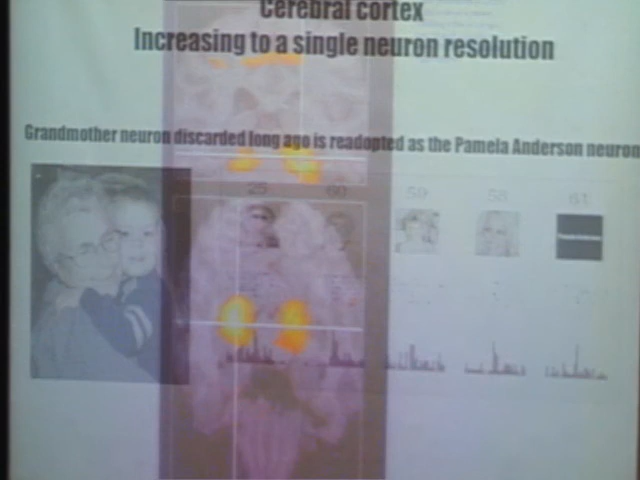 Cerebral cortex
Increasing to a single neuron resolution
Grandmother neuron discarded long ago is readopted as the Pamela Anderson neuron
25 60 59 58 61